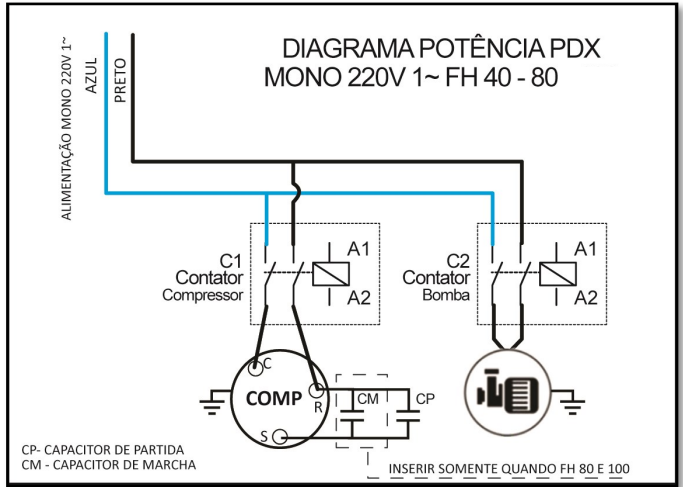 DIAGRAMA POTÊNCIA PDX
MONO 220V 1~ FH 40 - 80
ALIMENTAÇÃO MONO 220V 1~
AZUL
PRETO
C1
Contator
Compressor
A1
A2
C2
Contator
Bomba
A1
A2
C
COMP
R
S
CM
CP
CP- CAPACITOR DE PARTIDA
CM - CAPACITOR DE MARCHA
INSERIR SOMENTE QUANDO FH 80 E 100